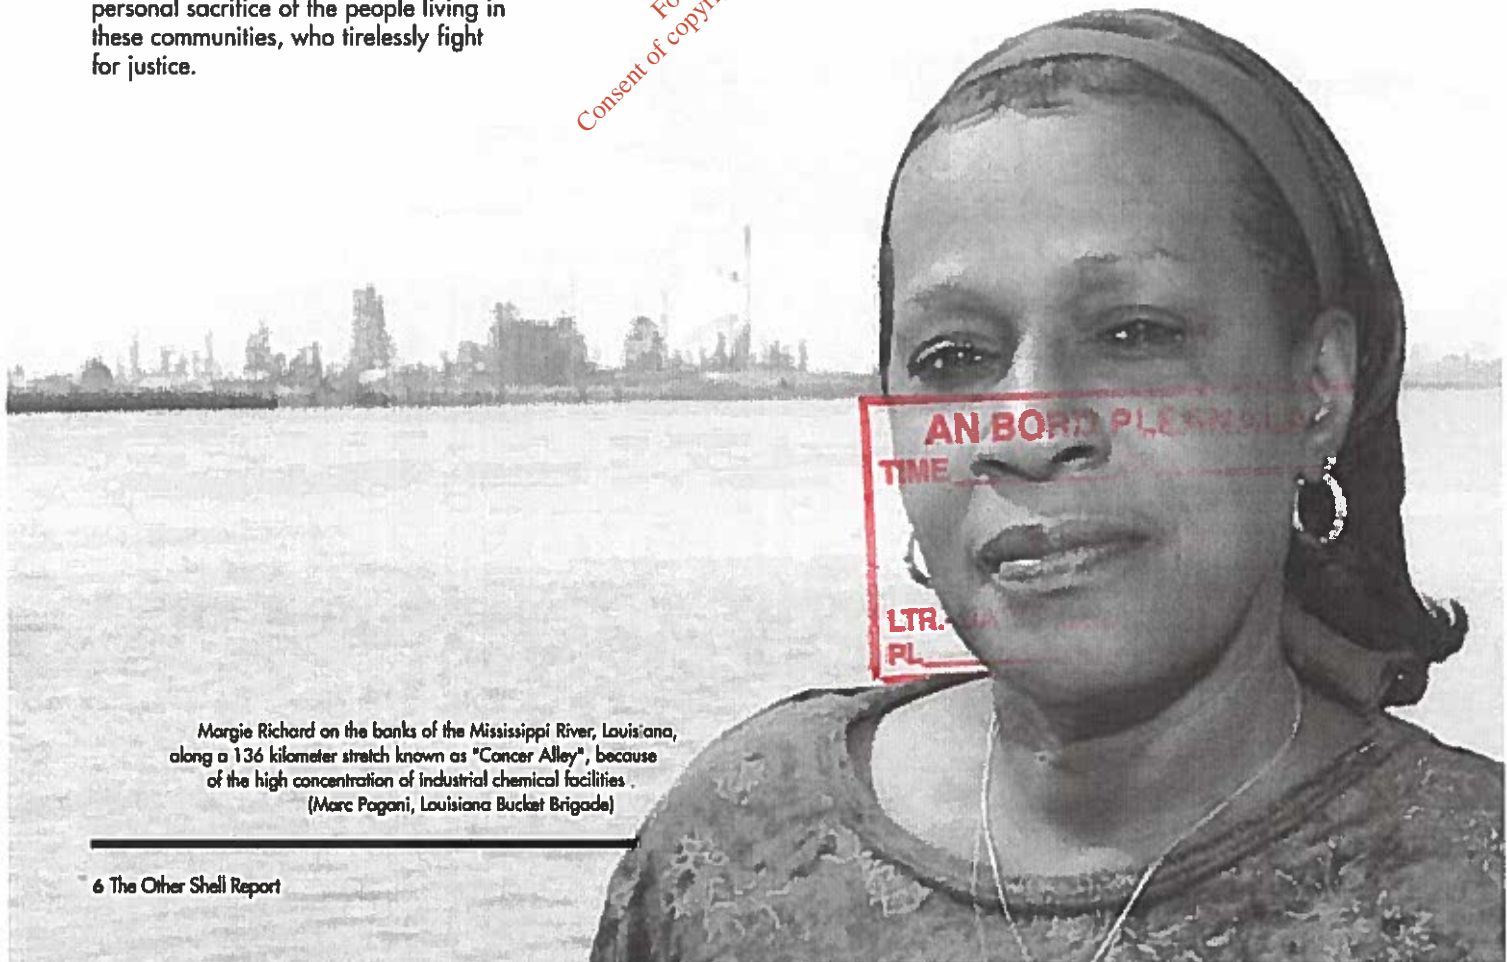 personal sacrifice of the people living in
these communities, who tirelessly fight
for justice.
Consent of
AN BORD PLEANALA
TIME
LTR.
PL
Margie Richard on the banks of the Mississippi River, Louisiana,
along a 136 kilometer stretch known as "Cancer Alley", because
of the high concentration of industrial chemical facilities .
(Marc Pagani, Louisiana Bucket Brigade)
6 The Other Shell Report